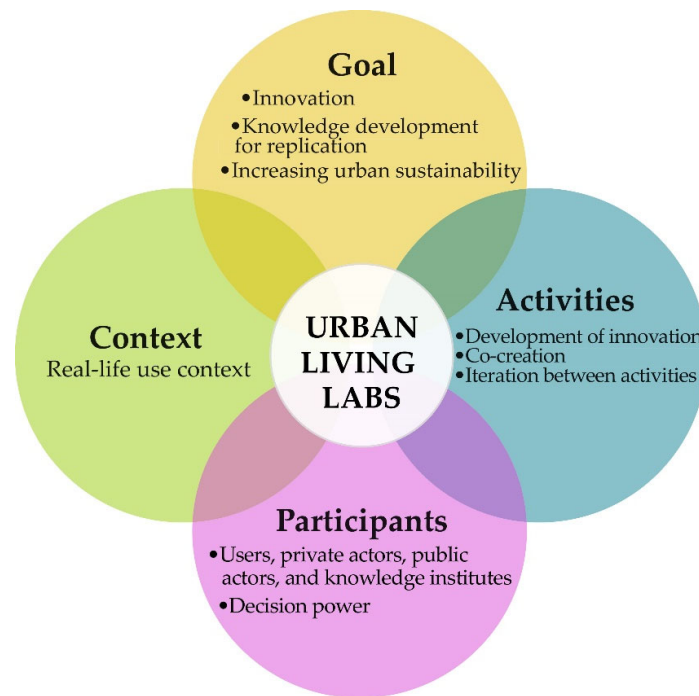 Goal
•Innovation
•Knowledge development
for replication
•Increasing urban sustainability
Context
Real-life use context
URBAN
LIVING
LABS
Activities
•Development of innovation
•Co-creation
•Iteration between activities
Participants
•Users, private actors, public
actors, and knowledge institutes
•Decision power